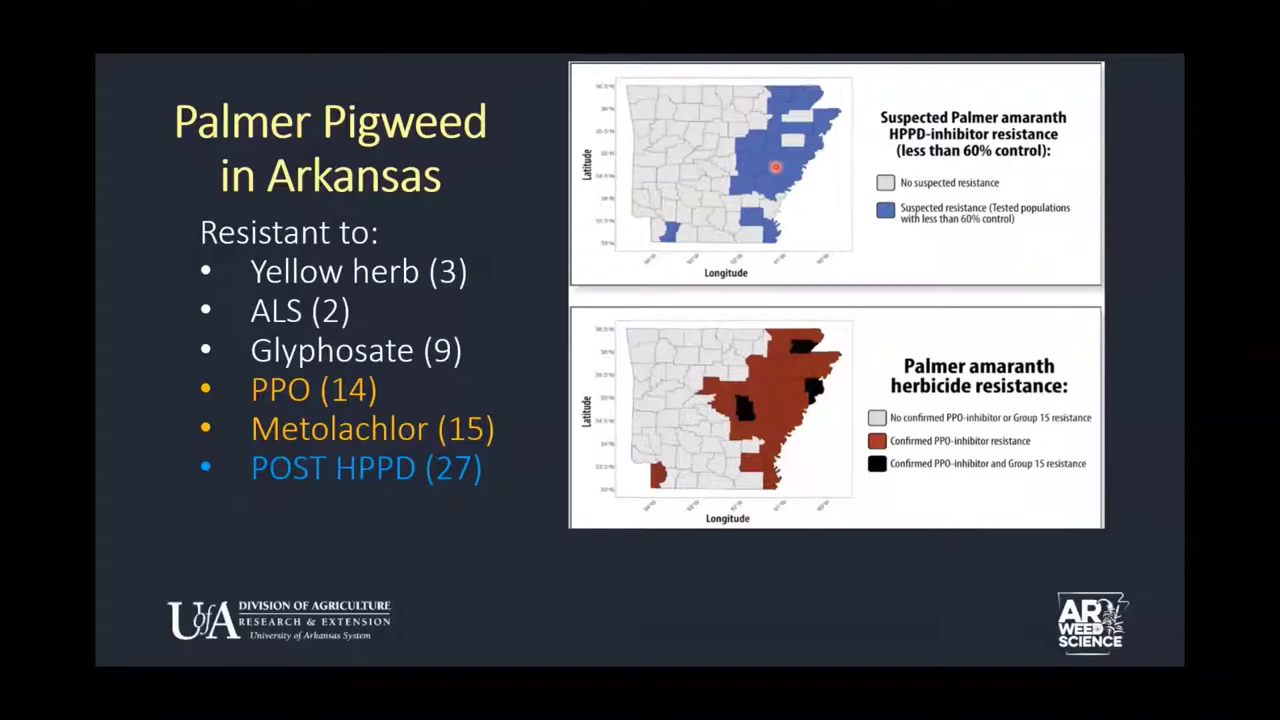 Palmer Pigweed
in Arkansas
Resistant to:
• Yellow herb (3)
• ALS (2)
• Glyphosate (9)
• PPO (14)
• Metolachlor (15)
• POST HPPD (27)
Latitude
Longitude
Suspected Palmer amaranth
HPPD-inhibitor resistance
(less than 60% control):
No suspected resistance
Suspected resistance (Tested populations
with less than 60% control)
Latitude
Longitude
Palmer amaranth
herbicide resistance:
No confirmed PPO-inhibitor or Group 15 resistance
Confirmed PPO-inhibitor resistance
Confirmed PPO-inhibitor and Group 15 resistance
UofA DIVISION OF AGRICULTURE
RESEARCH & EXTENSION
University of Arkansas System
AR
WEED
SCIENCE